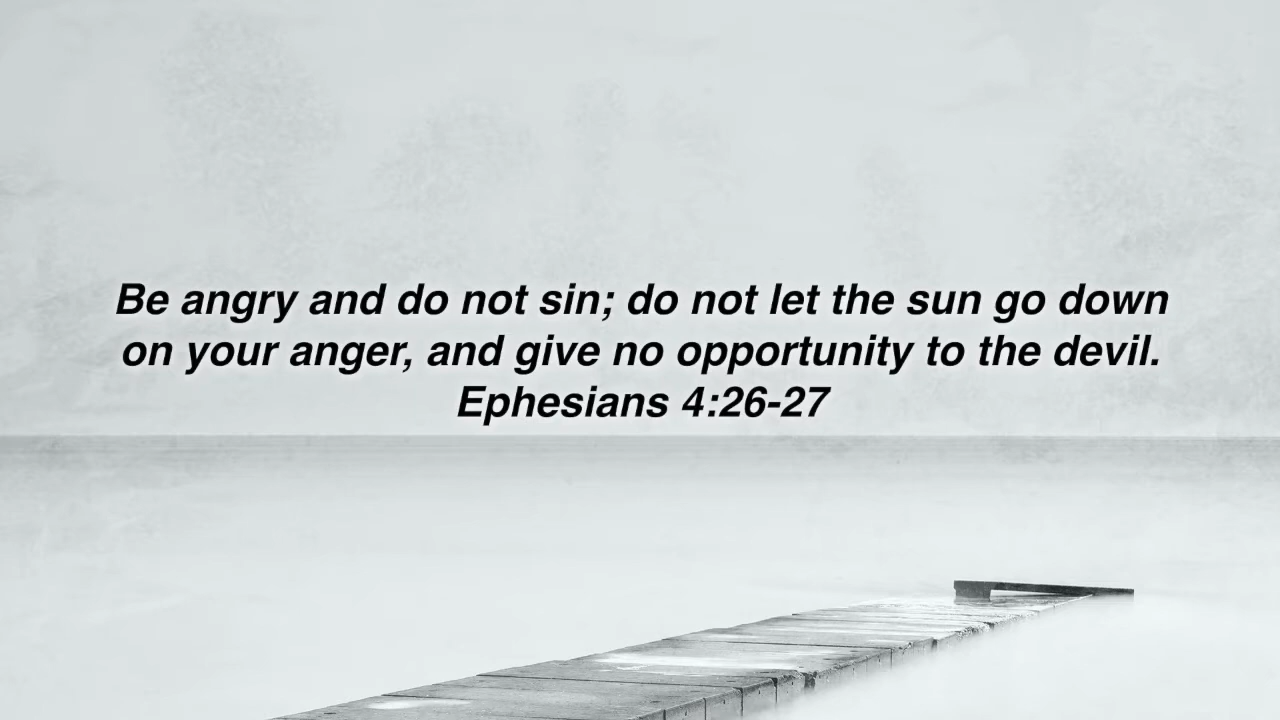 Be angry and do not sin; do not let the sun go down
on your anger, and give no opportunity to the devil.
Ephesians 4:26-27